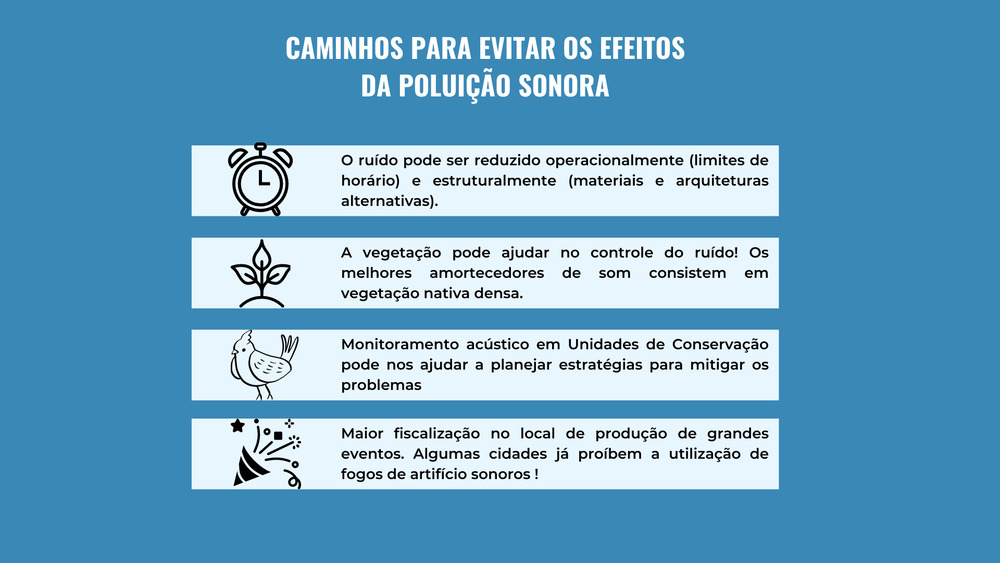 CAMINHOS PARA EVITAR OS EFEITOS
DA POLUIÇÃO SONORA
O ruído pode ser reduzido operacionalmente (limites de
horário) e estruturalmente (materiais e arquiteturas
alternativas).
A vegetação pode ajudar no controle do ruído! Os
melhores amortecedores de som consistem em
vegetação nativa densa.
Monitoramento acústico em Unidades de Conservação
pode nos ajudar a planejar estratégias para mitigar os
problemas
Maior fiscalização no local de produção de grandes
eventos. Algumas cidades já proíbem a utilização de
fogos de artifício sonoros !